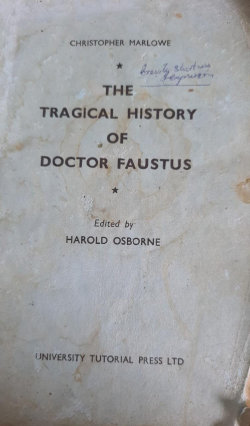 CHRISTOPHER MARLOWE
THE
TRAGICAL HISTORY
OF
DOCTOR FAUSTUS
Edited by
HAROLD OSBORNE
UNIVERSITY TUTORIAL PRESS LTD